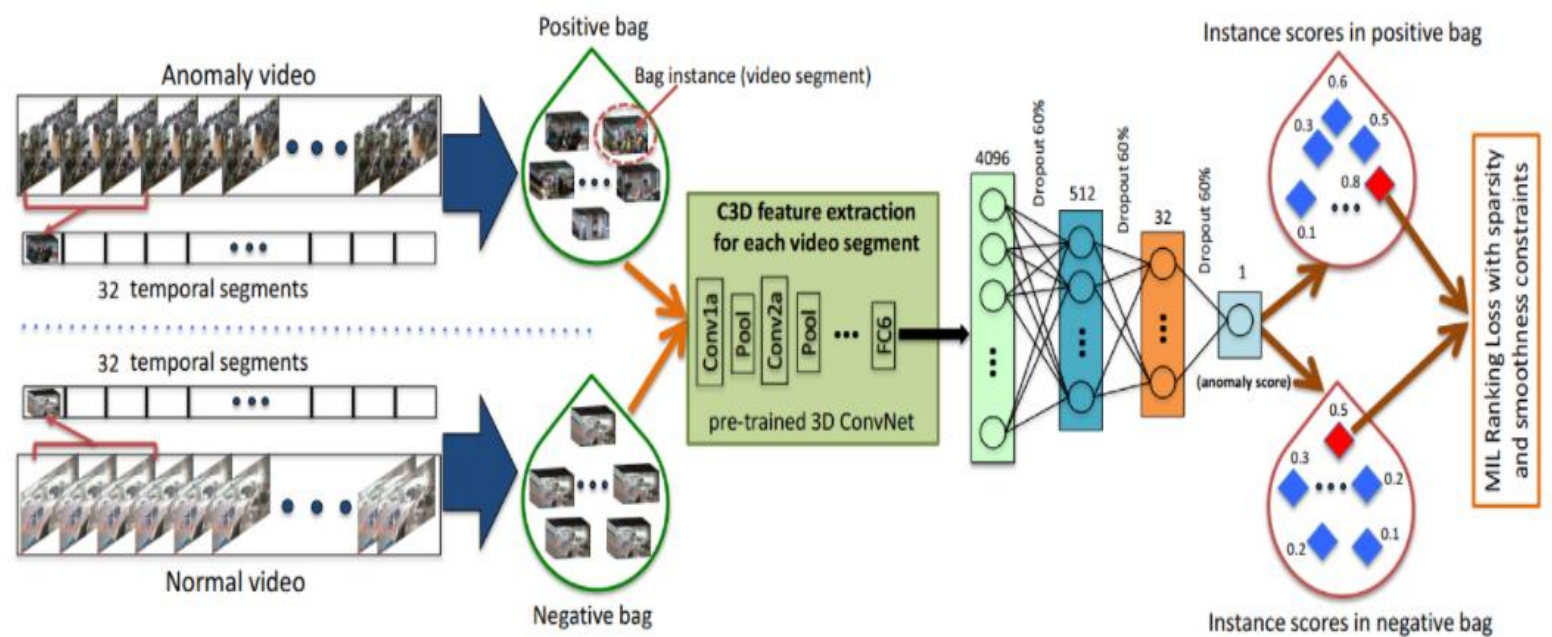 Anomaly video
32 temporal segments
32 temporal segments
Normal video
Positive bag
Bag instance (video segment)
Negative bag
C3D feature extraction
for each video segment
Conv1a
Pool
Conv2a
Pool
FC6
pre-trained 3D ConvNet
4096
Dropout 60%
512
Dropout 60%
32
Dropout 60%
1
(anomaly score)
Instance scores in positive bag
0.6
0.3
0.5
0.8
0.1
0.5
0.3
0.2
0.2
0.1
Instance scores in negative bag
MIL Ranking Loss with sparsity
and smoothness constraints